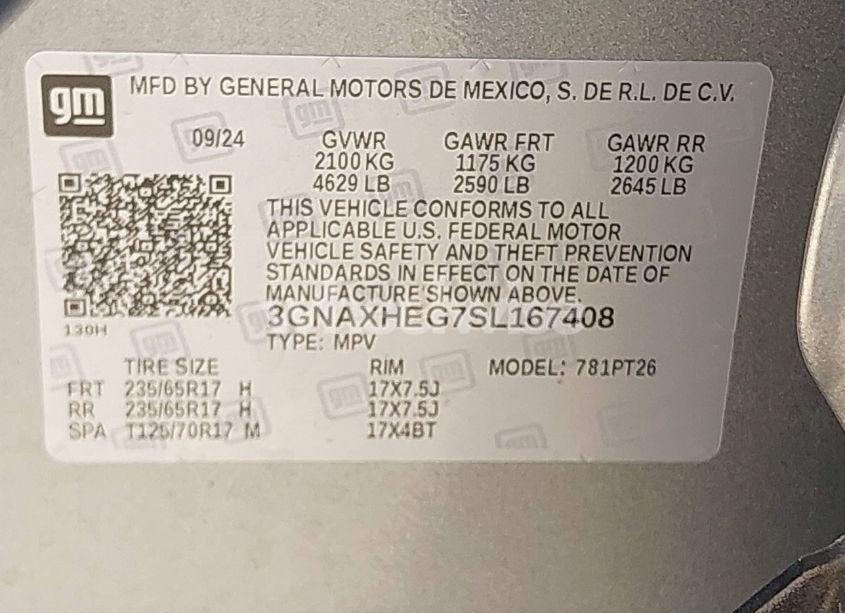 gm MFD BY GENERAL MOTORS DE MEXICO, S. DE R.L. DE C.V.
09/24 GVWR GAWR FRT GAWR RR
2100 KG 1175 KG 1200 KG
4629 LB 2590 LB 2645 LB
THIS VEHICLE CONFORMS TO ALL
APPLICABLE U.S. FEDERAL MOTOR
VEHICLE SAFETY AND THEFT PREVENTION
STANDARDS IN EFFECT ON THE DATE OF
MANUFACTURE SHOWN ABOVE.
3GNAXHEG7SL167408
130H
TYPE: MPV
TIRE SIZE RIM MODEL: 781PT26
FRT 235/65R17 H 17X7.5J
RR 235/65R17 H 17X7.5J
SPA T125/70R17 M 17X4BT